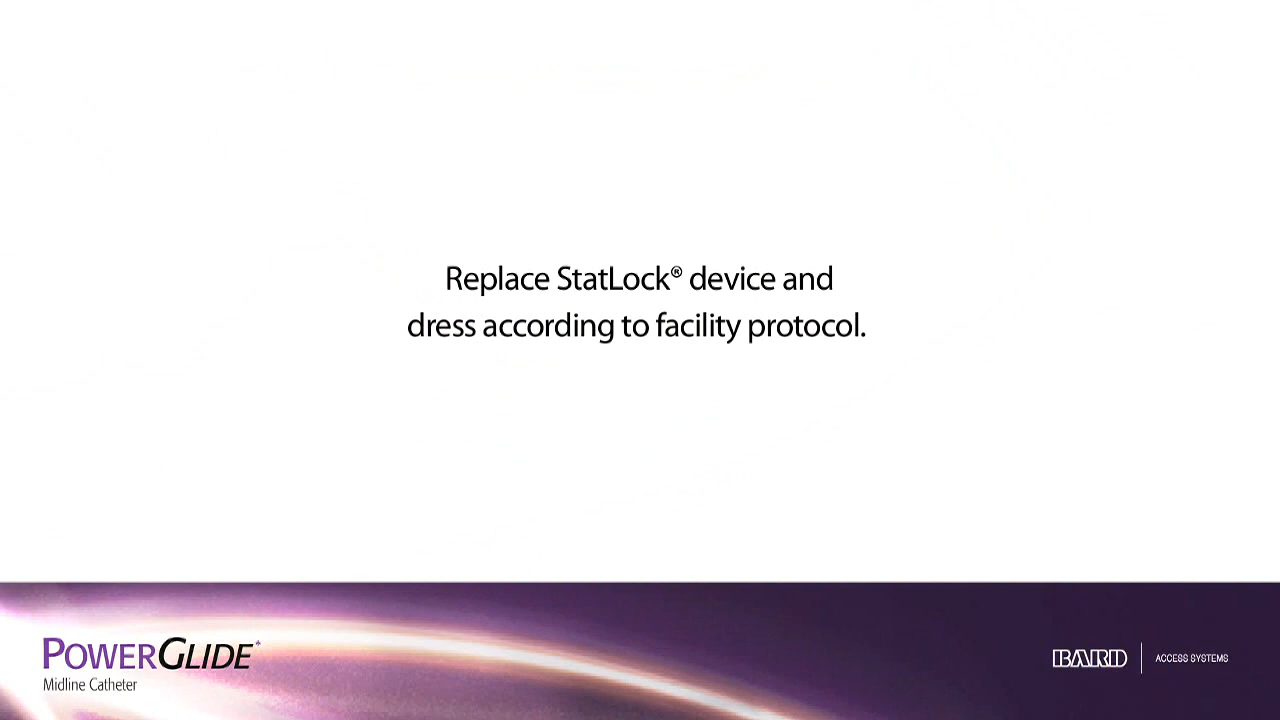 Replace StatLock® device and
dress according to facility protocol.
POWERGLIDE*
Midline Catheter
BARD | ACCESS SYSTEMS